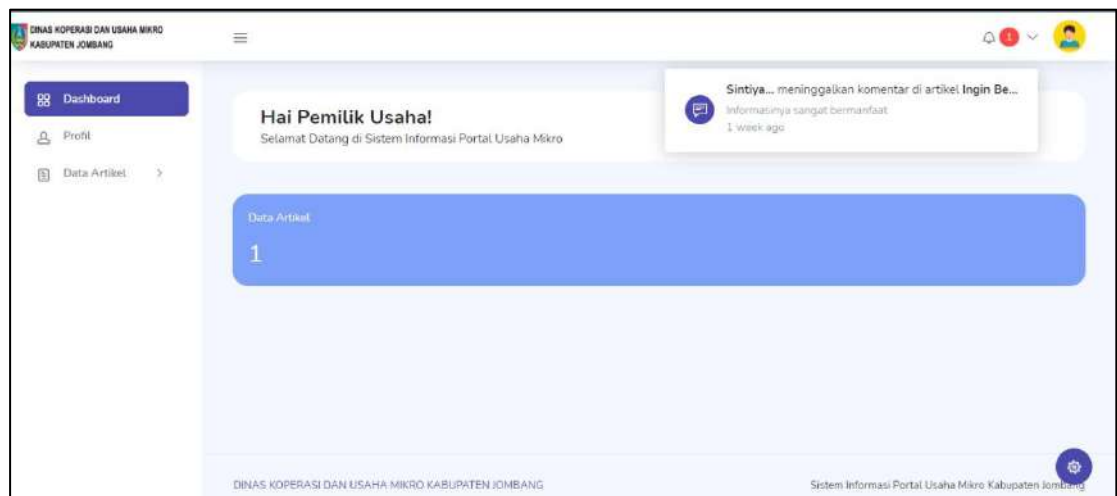 DINAS KOPERASI DAN USAHA MIKRO
KABUPATEN JOMBANG
1
Dashboard
Profil
Data Artikel
Hai Pemilik Usaha!
Selamat Datang di Sistem Informasi Portal Usaha Mikro
Sintiya... meninggalkan komentar di artikel Ingin Be...
Informasinya sangat bermanfaat
1 week ago
Data Artikel
1
DINAS KOPERASI DAN USAHA MIKRO KABUPATEN JOMBANG
Sistem Informasi Portal Usaha Mikro Kabupaten Jombang